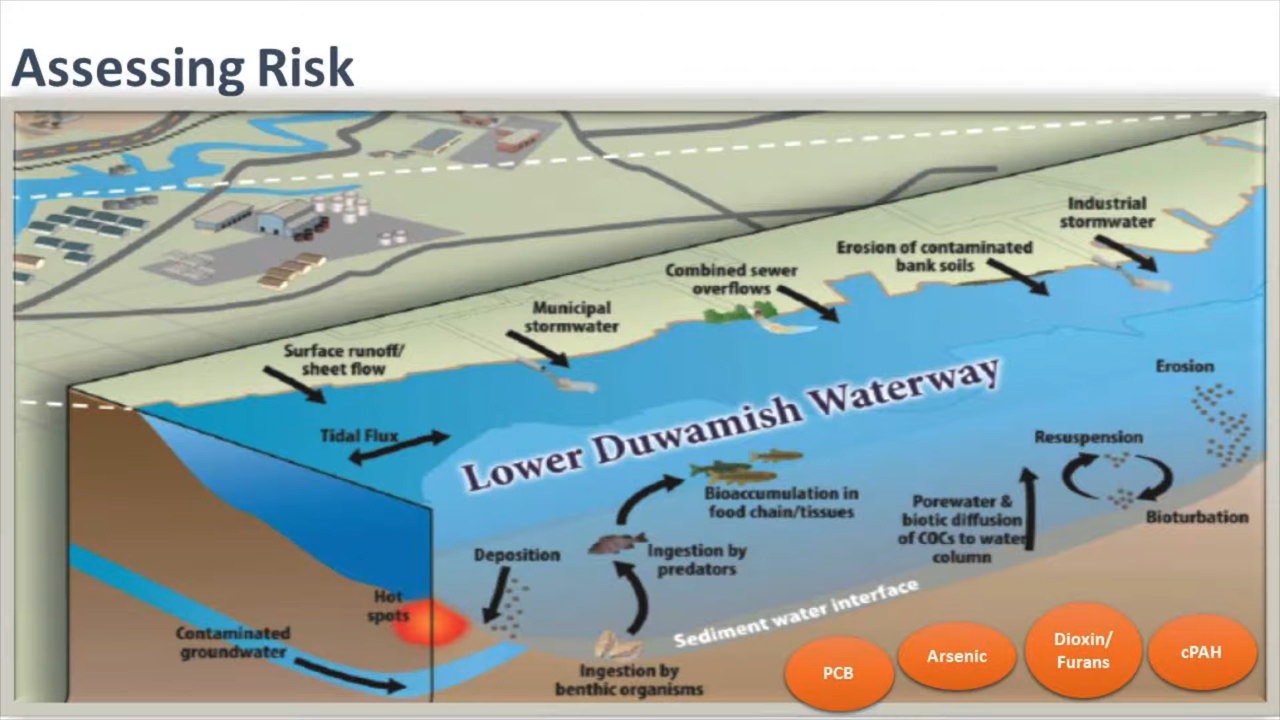 Assessing Risk
Industrial
stormwater
Erosion of contaminated
bank soils
Combined sewer
overflows
Municipal
stormwater
Surface runoff/
sheet flow
Tidal Flux
Lower Duwamish Waterway
Erosion
Resuspension
Bioturbation
Porewater &
biotic diffusion
of COCs to water
column
Bioaccumulation in
food chain/tissues
Ingestion by
predators
Deposition
Hot
spots
Contaminated
groundwater
Sediment water interface
Ingestion by
benthic organisms
PCB
Arsenic
Dioxin/
Furans
cPAH